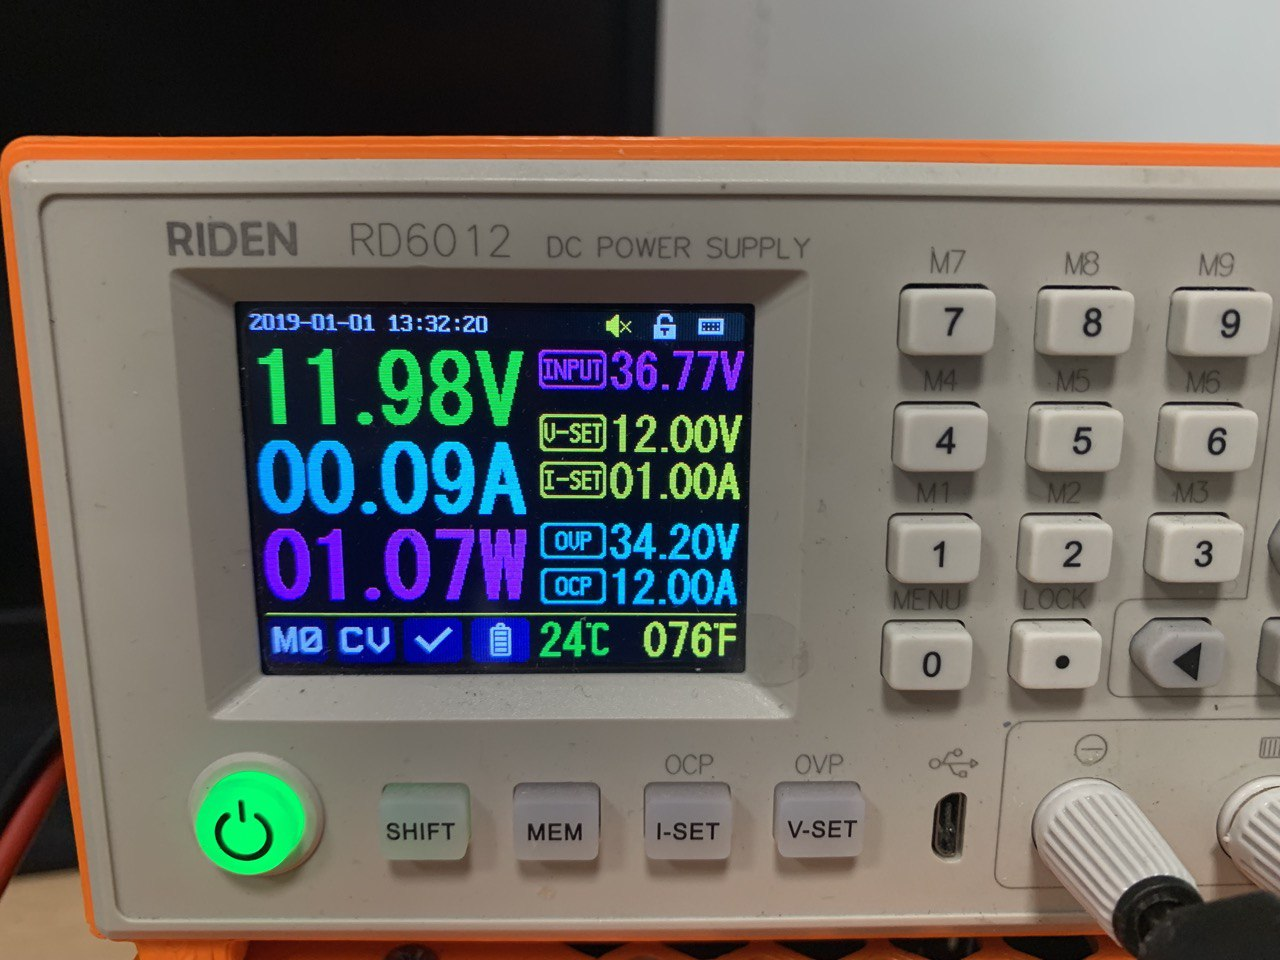 RIDEN RD6012 DC POWER SUPPLY
2019-01-01 13:32:20
11.98V
00.09A
01.07W
INPUT 36.77V
V-SET 12.00V
I-SET 01.00A
OVP 34.20V
OCP 12.00A
M0 CV 24℃ 076℉
M7 M8 M9
7 8 9
M4 M5 M6
4 5 6
M1 M2 M3
1 2 3
MENU LOCK
0 •
OCP OVP
SHIFT MEM I-SET V-SET